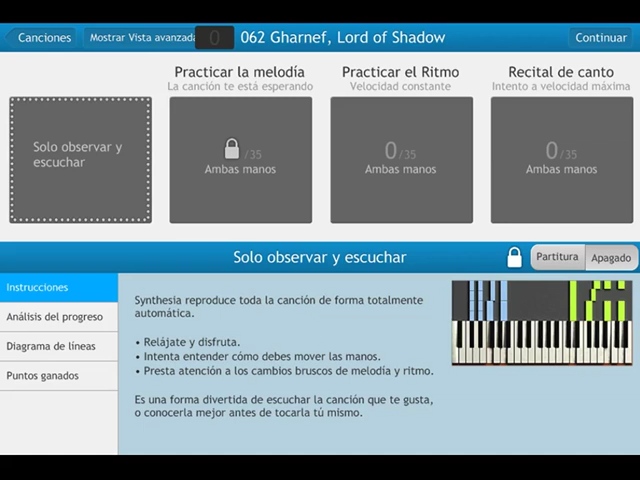 Canciones
Mostrar Vista avanzada
0
062 Gharnef, Lord of Shadow
Continuar
Practicar la melodía
La canción te está esperando
Practicar el Ritmo
Velocidad constante
Recital de canto
Intento a velocidad máxima
Solo observar y
escuchar
/35
Ambas manos
0/35
Ambas manos
0/35
Ambas manos
Solo observar y escuchar
Partitura
Apagado
Instrucciones
Análisis del progreso
Diagrama de lineas
Puntos ganados
Synthesia reproduce toda la canción de forma totalmente
automática.
• Relájate y disfruta.
• Intenta entender cómo debes mover las manos.
• Presta atención a los cambios bruscos de melodía y ritmo.
Es una forma divertida de escuchar la canción que te gusta,
o conocerla mejor antes de tocarla tú mismo.